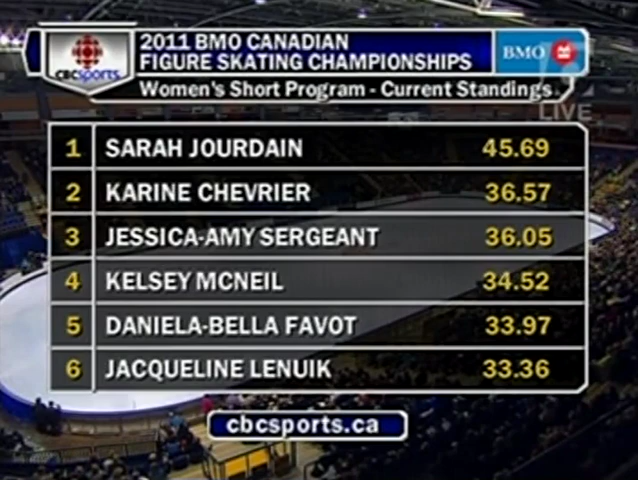 2011 BMO CANADIAN
FIGURE SKATING CHAMPIONSHIPS
cbcsports
BMO
Women's Short Program - Current Standings
LIVE
1 SARAH JOURDAIN 45.69
2 KARINE CHEVRIER 36.57
3 JESSICA-AMY SERGEANT 36.05
4 KELSEY MCNEIL 34.52
5 DANIELA-BELLA FAVOT 33.97
6 JACQUELINE LENUIK 33.36
cbcsports.ca